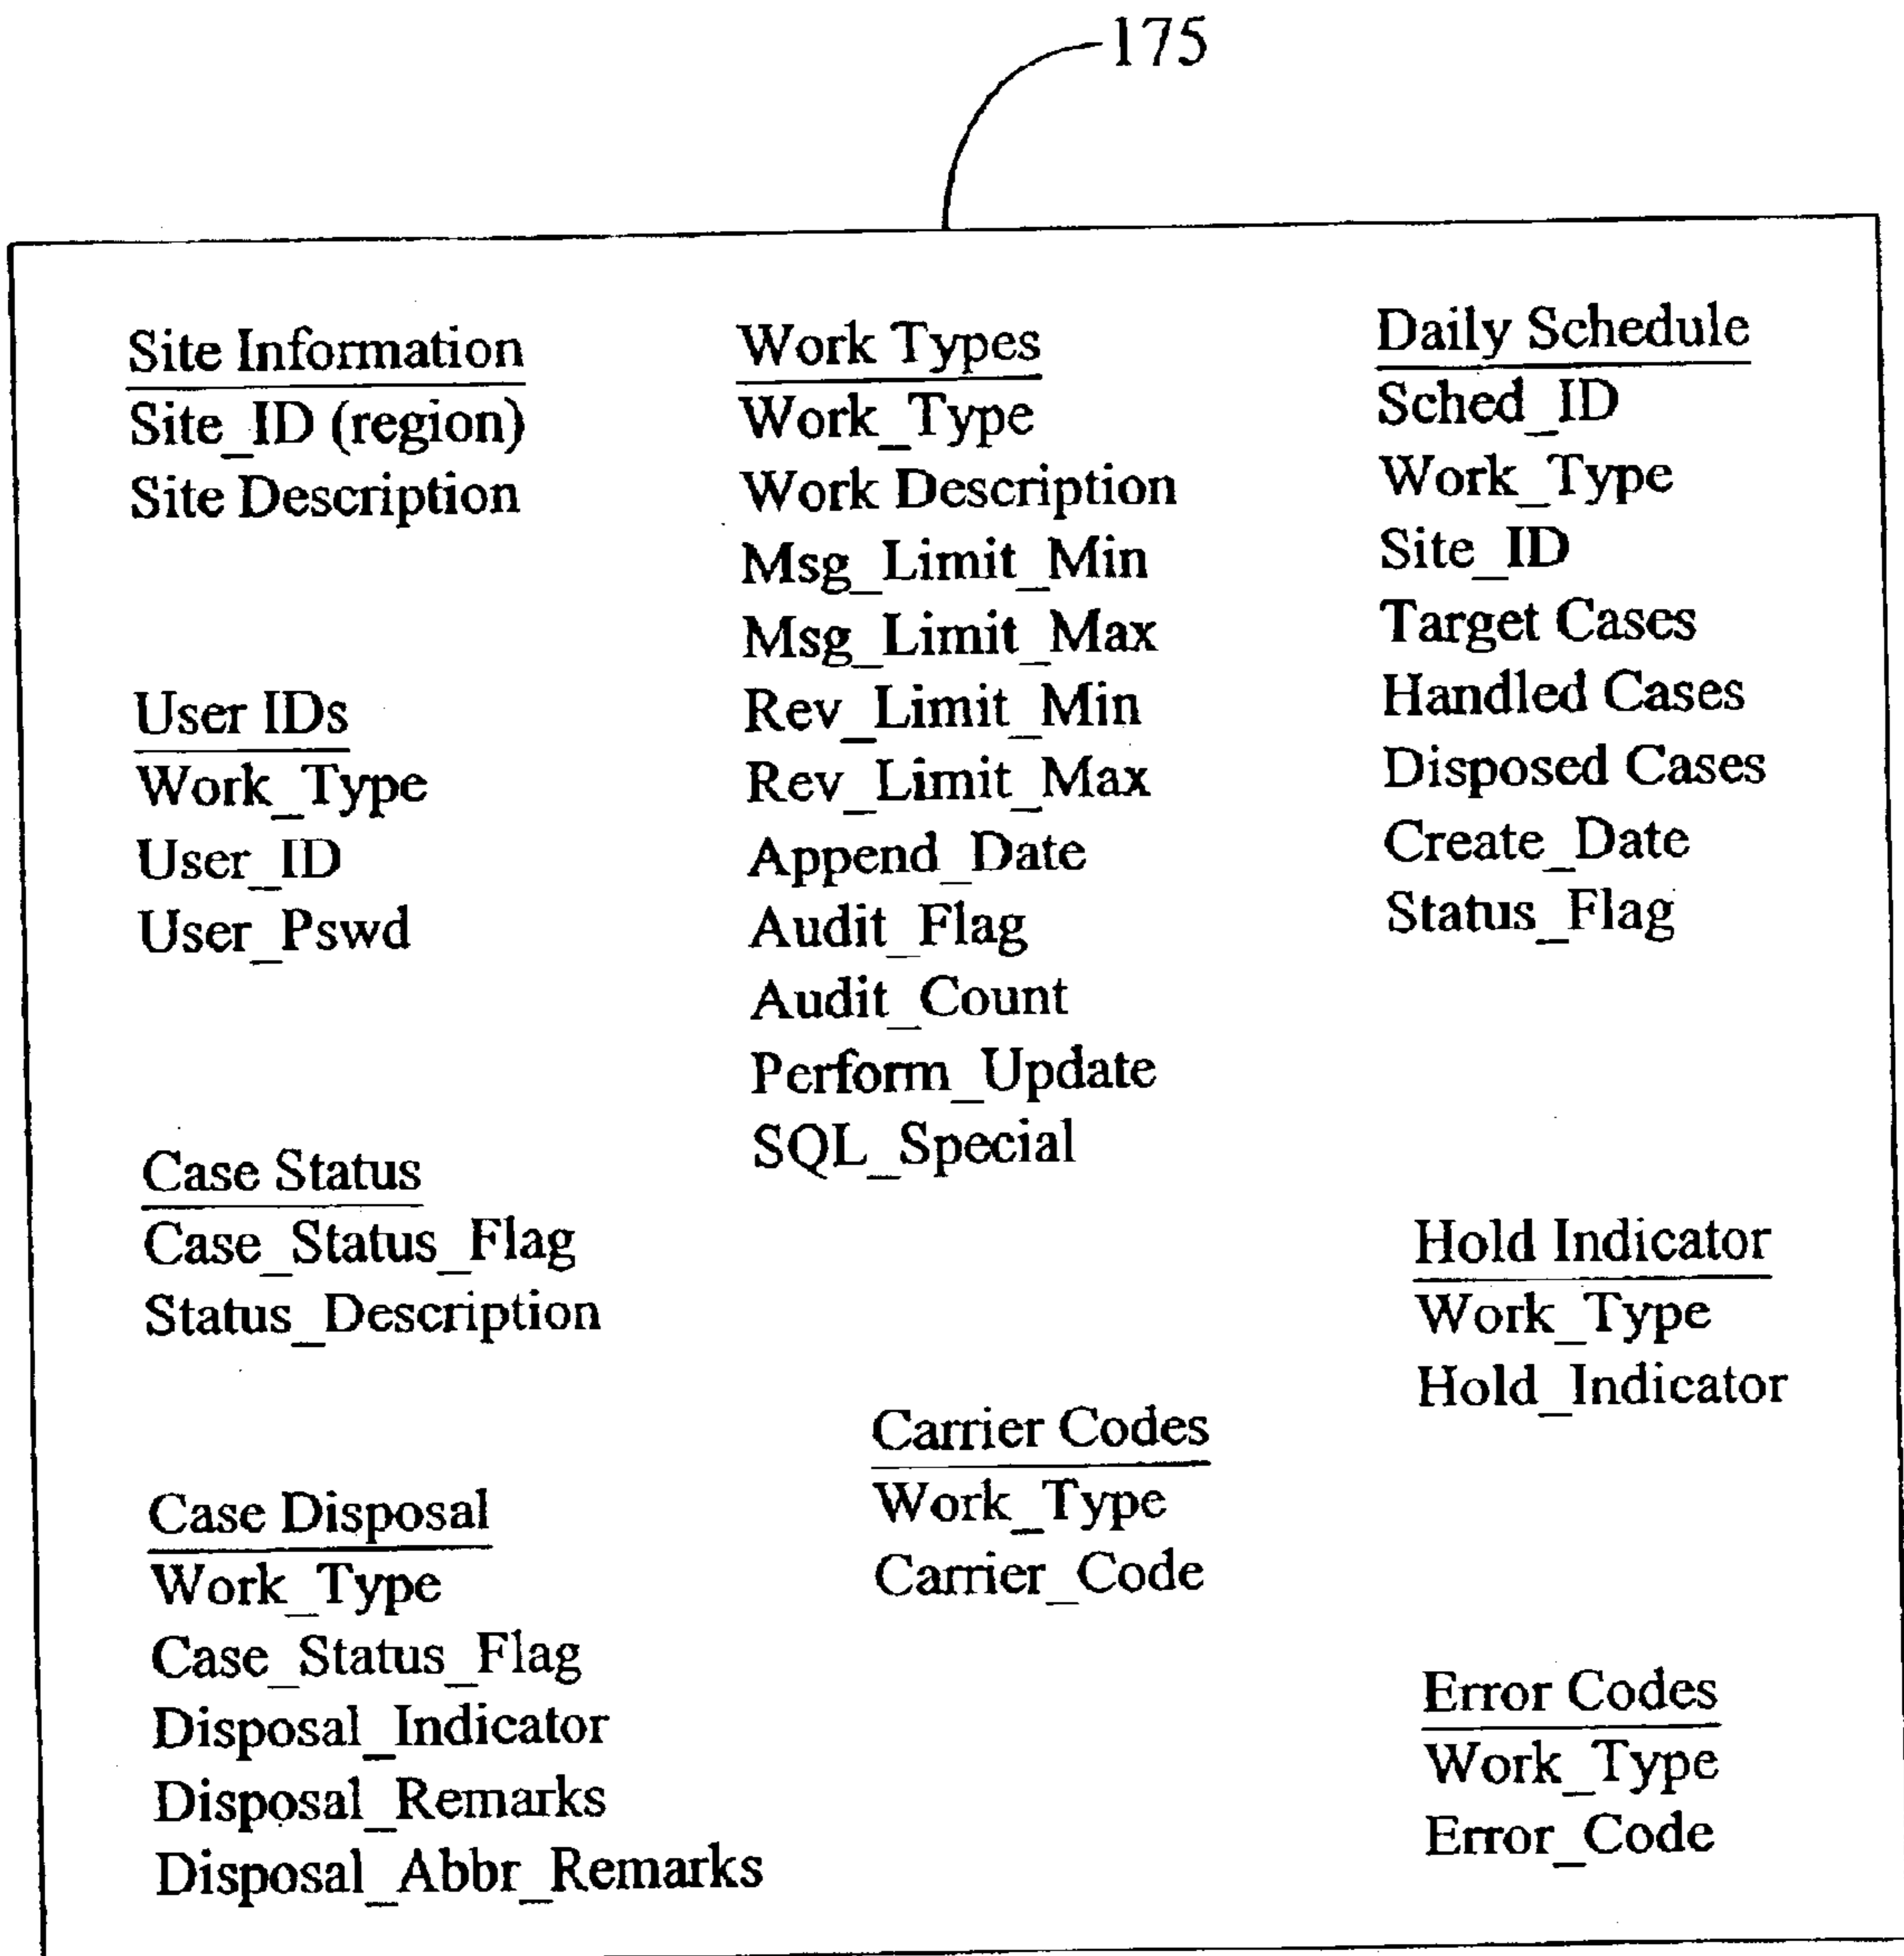 175
Site Information
Site_ID (region)
Site Description
User IDs
Work_Type
User_ID
User_Pswd
Case Status
Case_Status_Flag
Status_Description
Case Disposal
Work_Type
Case_Status_Flag
Disposal_Indicator
Disposal_Remarks
Disposal_Abbr_Remarks
Work Types
Work_Type
Work Description
Msg_Limit_Min
Msg_Limit_Max
Rev_Limit_Min
Rev_Limit_Max
Append_Date
Audit_Flag
Audit_Count
Perform_Update
SQL_Special
Carrier Codes
Work_Type
Carrier_Code
Daily Schedule
Sched_ID
Work_Type
Site_ID
Target Cases
Handled Cases
Disposed Cases
Create_Date
Status_Flag
Hold Indicator
Work_Type
Hold_Indicator
Error Codes
Work_Type
Error_Code